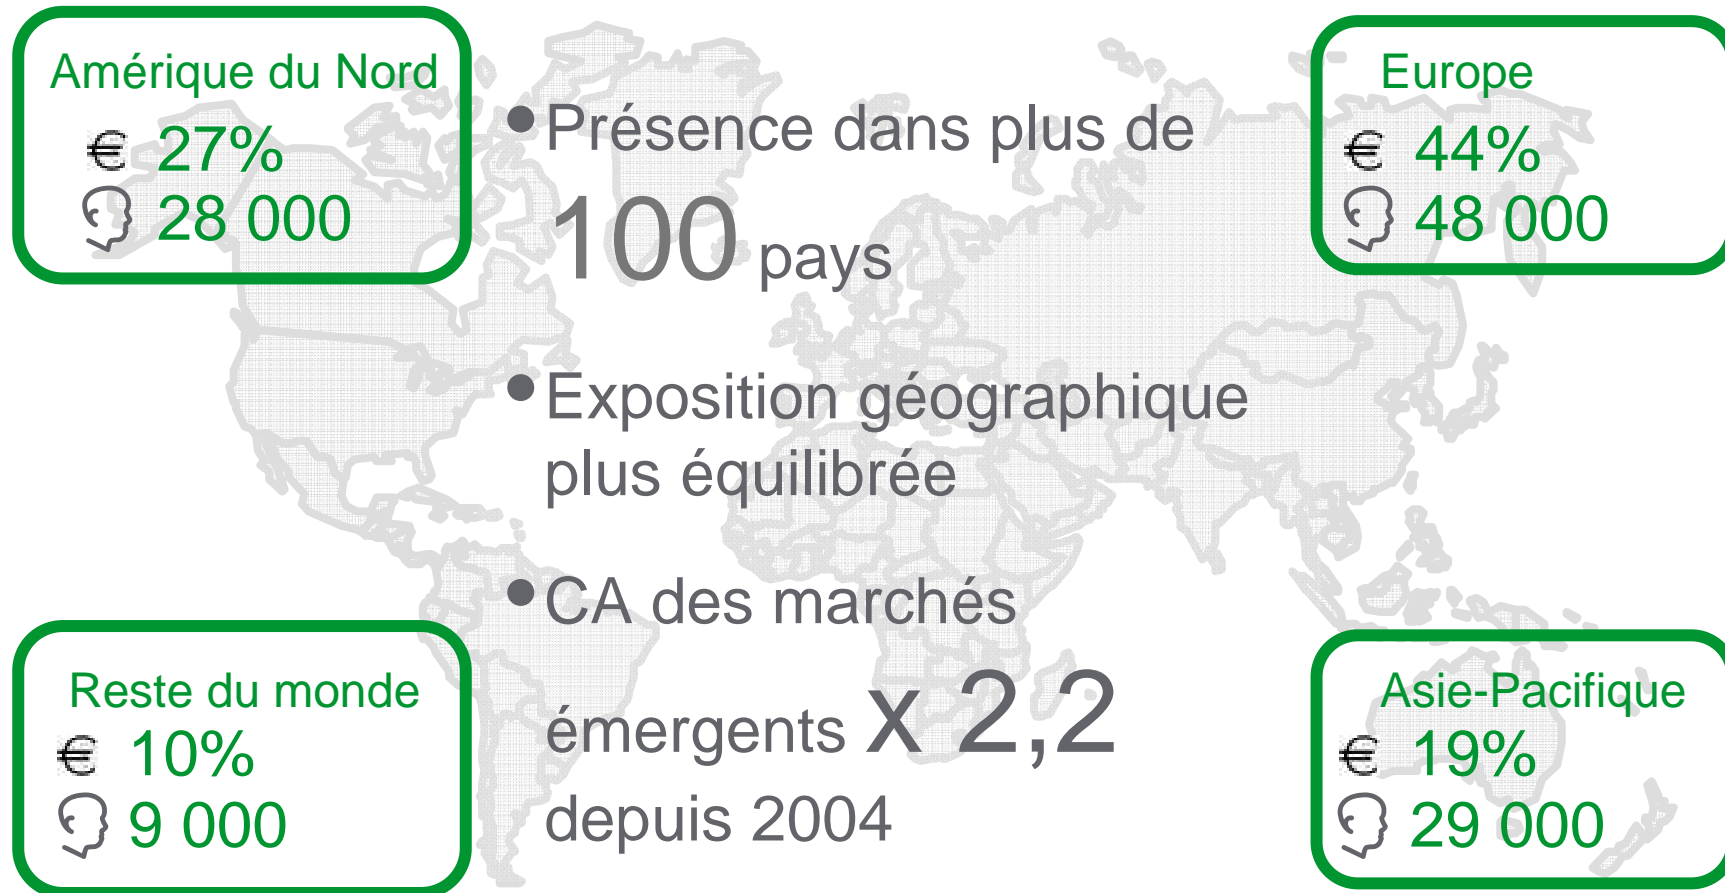 Amérique du Nord
€ 27%
28 000
• Présence dans plus de
100 pays
• Exposition géographique
plus équilibrée
• CA des marchés
émergents x 2,2
depuis 2004
Europe
€ 44%
48 000
Reste du monde
€ 10%
9 000
Asie-Pacifique
€ 19%
29 000